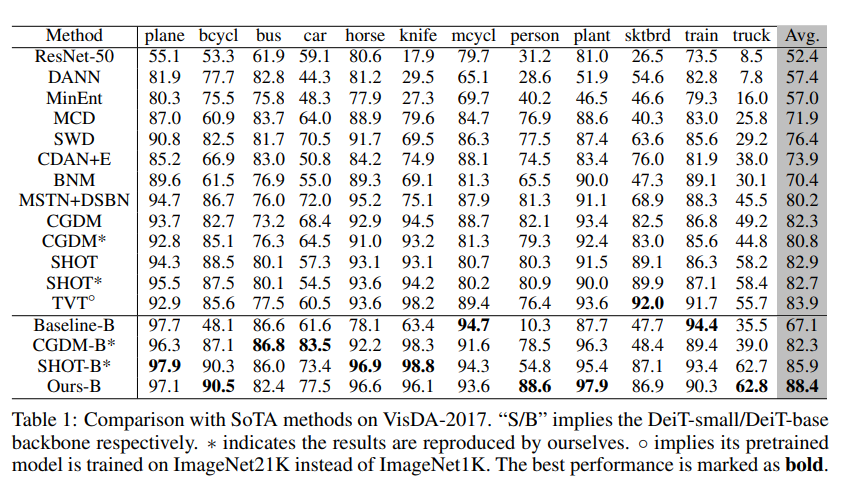 Method plane bcycl bus car horse knife mcycl person plant sktbrd train truck Avg.
ResNet-50 55.1 53.3 61.9 59.1 80.6 17.9 79.7 31.2 81.0 26.5 73.5 8.5 52.4
DANN 81.9 77.7 82.8 44.3 81.2 29.5 65.1 28.6 51.9 54.6 82.8 7.8 57.4
MinEnt 80.3 75.5 75.8 48.3 77.9 27.3 69.7 40.2 46.5 46.6 79.3 16.0 57.0
MCD 87.0 60.9 83.7 64.0 88.9 79.6 84.7 76.9 88.6 40.3 83.0 25.8 71.9
SWD 90.8 82.5 81.7 70.5 91.7 69.5 86.3 77.5 87.4 63.6 85.6 29.2 76.4
CDAN+E 85.2 66.9 83.0 50.8 84.2 74.9 88.1 74.5 83.4 76.0 81.9 38.0 73.9
BNM 89.6 61.5 76.9 55.0 89.3 69.1 81.3 65.5 90.0 47.3 89.1 30.1 70.4
MSTN+DSBN 94.7 86.7 76.0 72.0 95.2 75.1 87.9 81.3 91.1 68.9 88.3 45.5 80.2
CGDM 93.7 82.7 73.2 68.4 92.9 94.5 88.7 82.1 93.4 82.5 86.8 49.2 82.3
CGDM* 92.8 85.1 76.3 64.5 91.0 93.2 81.3 79.3 92.4 83.0 85.6 44.8 80.8
SHOT 94.3 88.5 80.1 57.3 93.1 93.1 80.7 80.3 91.5 89.1 86.3 58.2 82.9
SHOT* 95.5 87.5 80.1 54.5 93.6 94.2 80.2 80.9 90.0 89.9 87.1 58.4 82.7
TVT° 92.9 85.6 77.5 60.5 93.6 98.2 89.4 76.4 93.6 92.0 91.7 55.7 83.9
Baseline-B 97.7 48.1 86.6 61.6 78.1 63.4 94.7 10.3 87.7 47.7 94.4 35.5 67.1
CGDM-B* 96.3 87.1 86.8 83.5 92.2 98.3 91.6 78.5 96.3 48.4 89.4 39.0 82.3
SHOT-B* 97.9 90.3 86.0 73.4 96.9 98.8 94.3 54.8 95.4 87.1 93.4 62.7 85.9
Ours-B 97.1 90.5 82.4 77.5 96.6 96.1 93.6 88.6 97.9 86.9 90.3 62.8 88.4
Table 1: Comparison with SoTA methods on VisDA-2017. “S/B” implies the DeiT-small/DeiT-base
backbone respectively. ∗ indicates the results are reproduced by ourselves. ○ implies its pretrained
model is trained on ImageNet21K instead of ImageNet1K. The best performance is marked as bold.